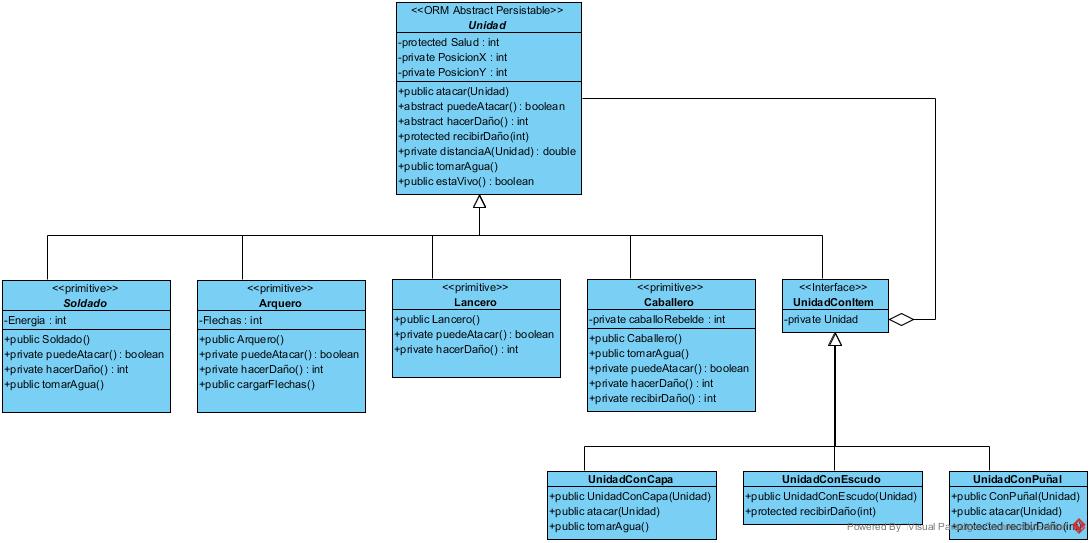 <<ORM Abstract Persistable>>
Unidad
-protected Salud : int
-private PosicionX : int
-private PosicionY : int
+public atacar(Unidad)
+abstract puedeAtacar() : boolean
+abstract hacerDaño() : int
+protected recibirDaño(int)
+private distanciaA(Unidad) : double
+public tomarAgua()
+public estaVivo() : boolean
<<primitive>>
Soldado
-Energia : int
+public Soldado()
+private puedeAtacar() : boolean
+private hacerDaño() : int
+public tomarAgua()
<<primitive>>
Arquero
-Flechas : int
+public Arquero()
+private puedeAtacar() : boolean
+private hacerDaño() : int
+public cargarFlechas()
<<primitive>>
Lancero
+public Lancero()
+private puedeAtacar() : boolean
+private hacerDaño() : int
<<primitive>>
Caballero
-private caballoRebelde : int
+public Caballero()
+public tomarAgua()
+private puedeAtacar() : boolean
+private hacerDaño() : int
+private recibirDaño() : int
<<Interface>>
UnidadConItem
-private Unidad
UnidadConCapa
+public UnidadConCapa(Unidad)
+public atacar(Unidad)
+public tomarAgua()
UnidadConEscudo
+public UnidadConEscudo(Unidad)
+protected recibirDaño(int)
UnidadConPuñal
+public ConPuñal(Unidad)
+public atacar(Unidad)
+protected recibirDaño(int)
Powered By Visual